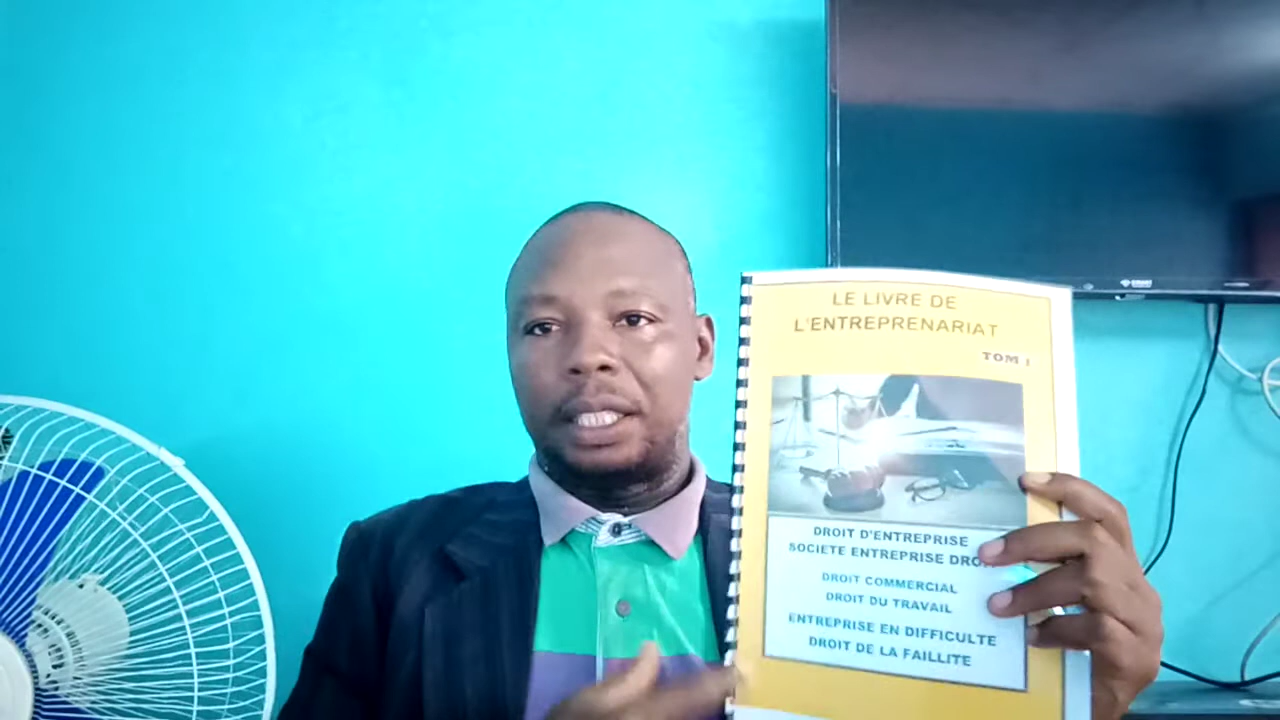 LE LIVRE DE
L'ENTREPRENARIAT
TOM I
DROIT D'ENTREPRISE
SOCIETE ENTREPRISE
DROIT COMMERCIAL
DROIT DU TRAVAIL
ENTREPRISE EN DIFFICULTE
DROIT DE LA FAILLITE